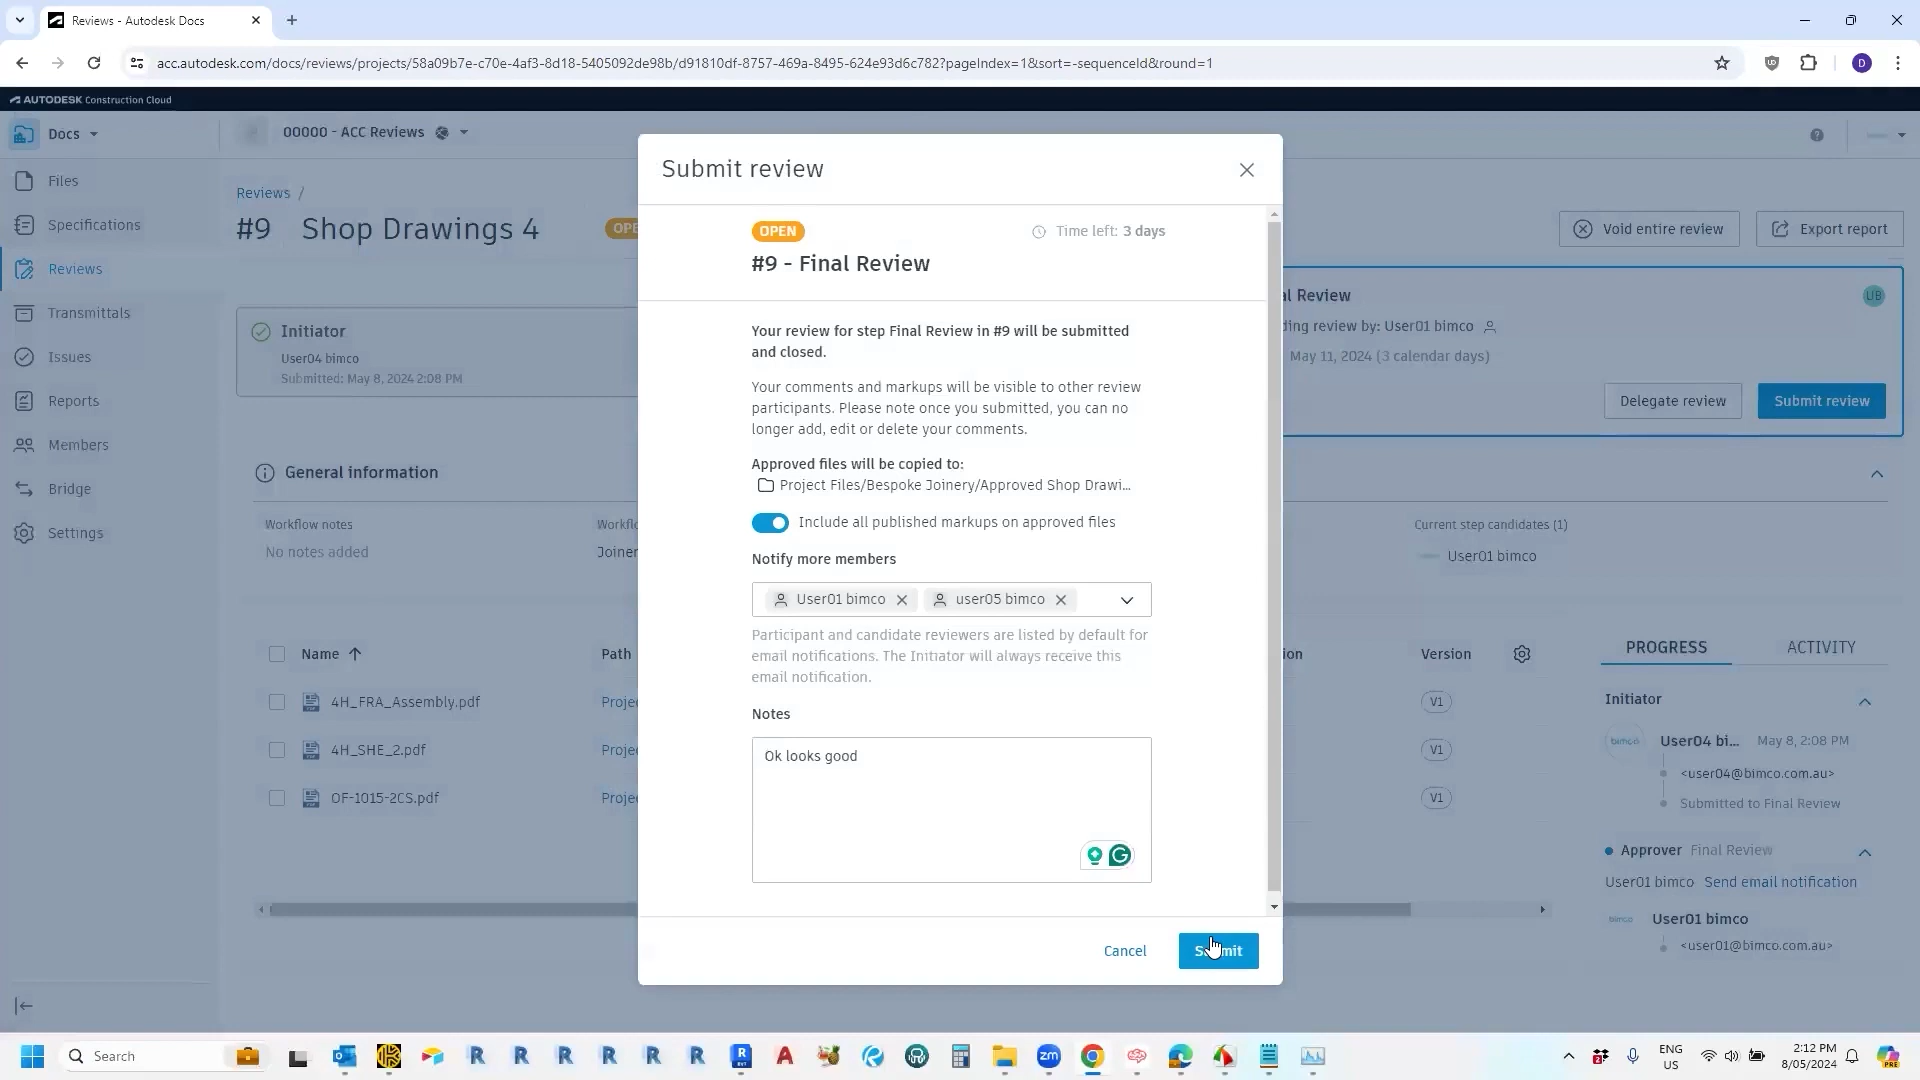 Reviews - Autodesk Docs
acc.autodesk.com/docs/reviews/projects/58a09b7e-c70e-4af3-8d18-5405092de98b/d91810df-8757-469a-8495-624e93d6c782?pageIndex=1&sort=-sequenceId&round=1
D
AUTODESK Construction Cloud
Docs
00000 - ACC Reviews
Files
Specifications
Reviews
Transmittals
Issues
Reports
Members
Bridge
Settings
Reviews /
#9 Shop Drawings 4
Void entire review
Export report
Initiator
User04 bimco
Submitted: May 8, 2024 2:08 PM
al Review
UB
ding review by: User01 bimco
May 11, 2024 (3 calendar days)
Delegate review
Submit review
General information
Workflow notes
No notes added
Workfl
Joiner
Current step candidates (1)
User01 bimco
Name
Path
ion
Version
4H_FRA_Assembly.pdf
Proje
V1
4H_SHE_2.pdf
Proje
V1
OF-1015-2CS.pdf
Proje
V1
PROGRESS
ACTIVITY
Initiator
bimco
User04 bi...
May 8, 2:08 PM
<user04@bimco.com.au>
Submitted to Final Review
Approver Final Review
User01 bimco Send email notification
bimco
User01 bimco
<user01@bimco.com.au>
Submit review
OPEN
Time left: 3 days
#9 - Final Review
Your review for step Final Review in #9 will be submitted
and closed.
Your comments and markups will be visible to other review
participants. Please note once you submitted, you can no
longer add, edit or delete your comments.
Approved files will be copied to:
Project Files/Bespoke Joinery/Approved Shop Drawi...
Include all published markups on approved files
Notify more members
User01 bimco
user05 bimco
Participant and candidate reviewers are listed by default for
email notifications. The Initiator will always receive this
email notification.
Notes
Ok looks good
Cancel
Submit
Search
ENG
US
2:12 PM
8/05/2024